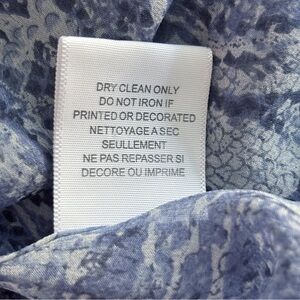 DRY CLEAN ONLY
DO NOT IRON IF
PRINTED OR DECORATED
NETTOYAGE A SEC
SEULLEMENT
NE PAS REPASSER SI
DECORE OU IMPRIME